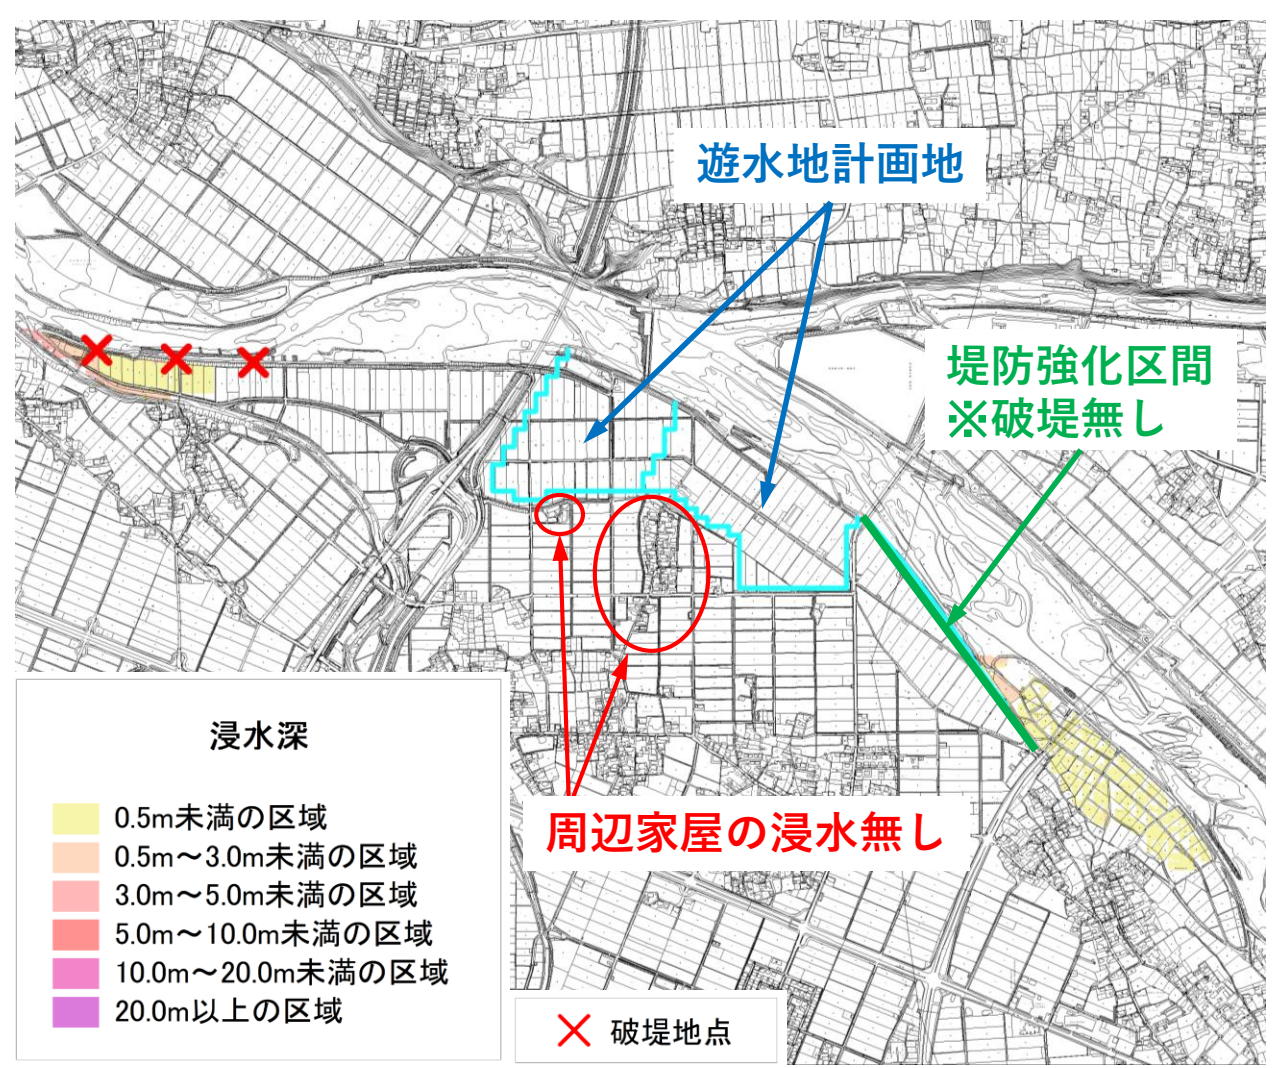 遊水地計画地
堤防強化区間
※破堤無し
周辺家屋の浸水無し
浸水深
0.5m未満の区域
0.5m～3.0m未満の区域
3.0m～5.0m未満の区域
5.0m～10.0m未満の区域
10.0m～20.0m未満の区域
20.0m以上の区域
破堤地点